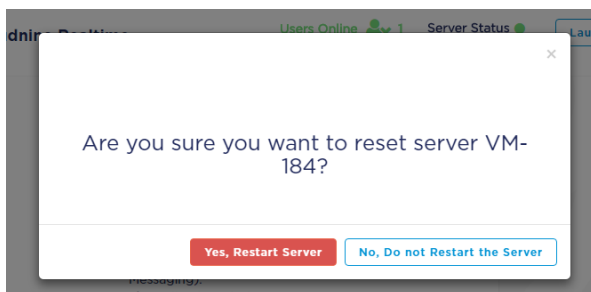 Users Online 1 Server Status
×
Are you sure you want to reset server VM-
184?
Yes, Restart Server No, Do not Restart the Server
Messaging).